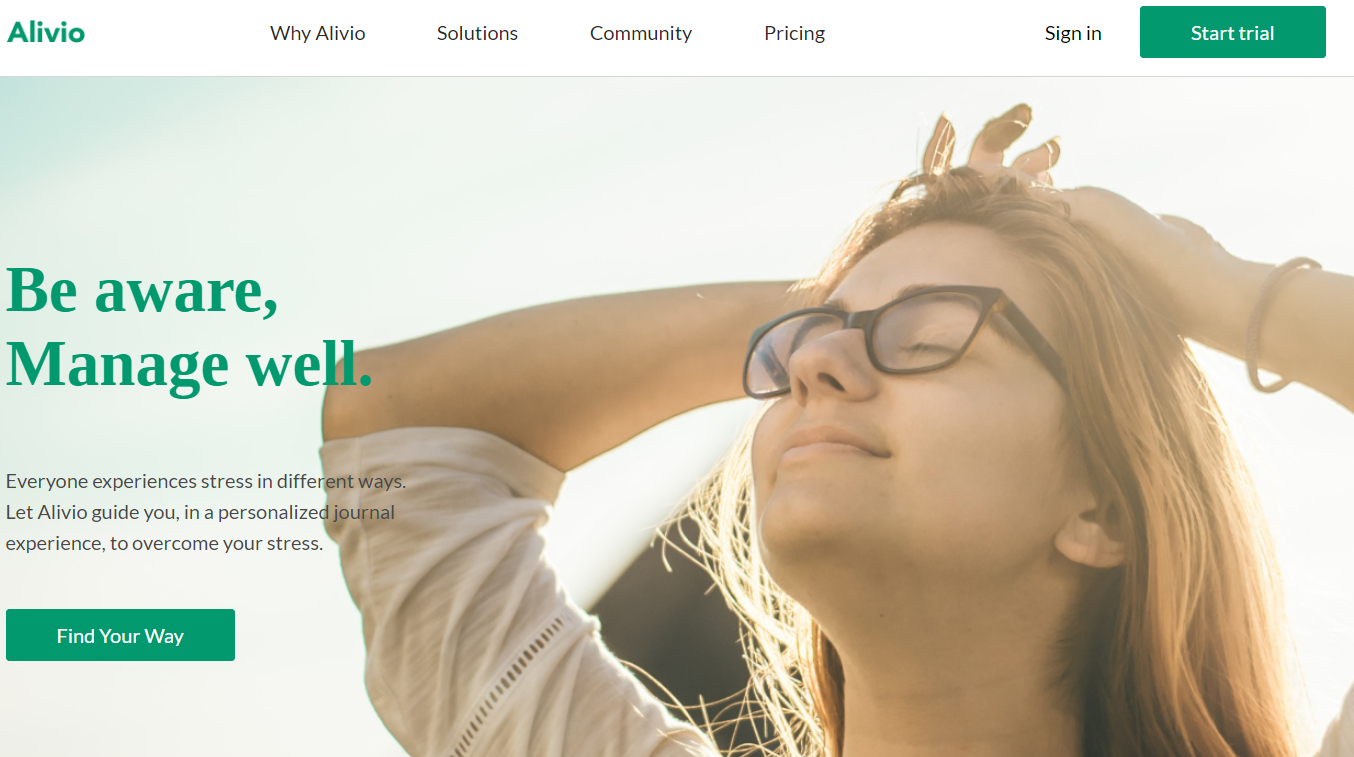 Alivio
Why Alivio
Solutions
Community
Pricing
Sign in
Start trial
Be aware,
Manage well.
Everyone experiences stress in different ways.
Let Alivio guide you, in a personalized journal
experience, to overcome your stress.
Find Your Way